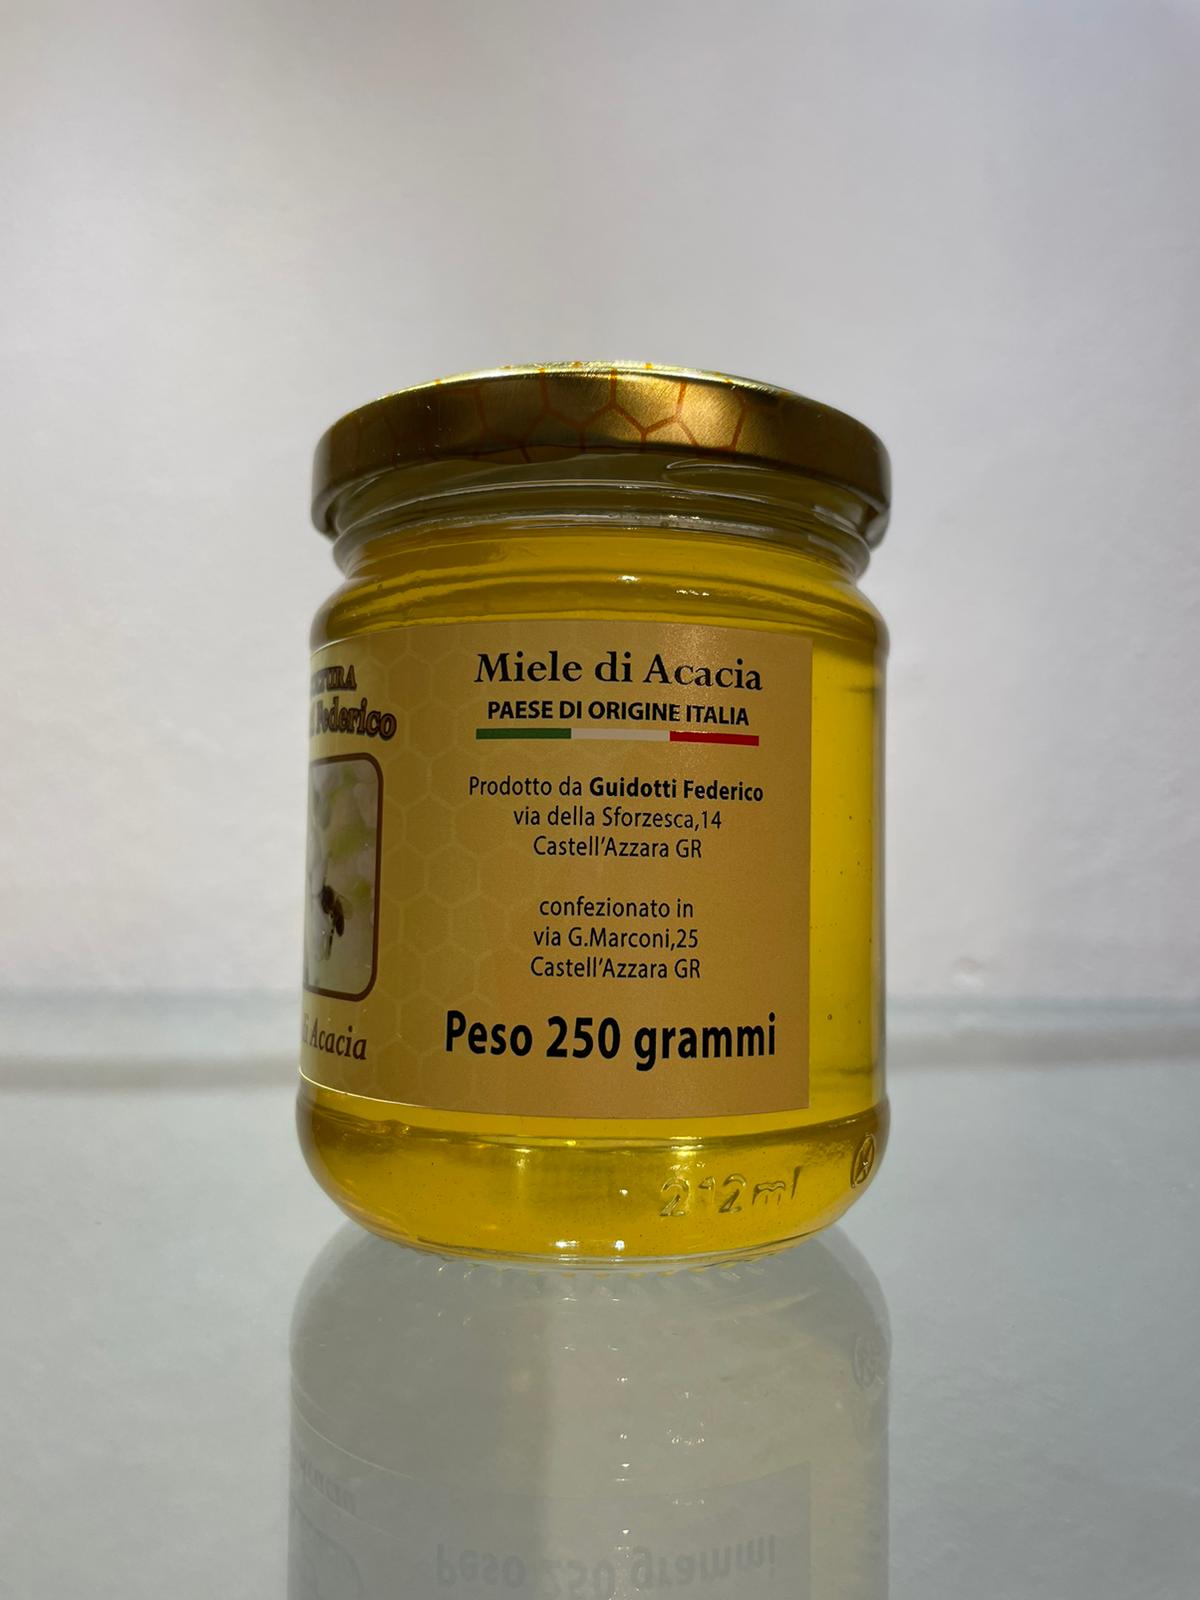 Federico
Acacia
Miele di Acacia
PAESE DI ORIGINE ITALIA
Prodotto da Guidotti Federico
via della Sforzesca,14
Castell'Azzara GR
confezionato in
via G.Marconi,25
Castell'Azzara GR
Peso 250 grammi
212ml